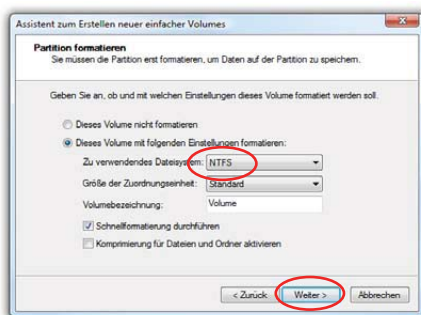 Assistent zum Erstellen neuer einfacher Volumes
Partition formatieren
Sie müssen die Partition erst formatieren, um Daten auf der Partition zu speichern.
Geben Sie an, ob und mit welchen Einstellungen dieses Volume formatiert werden soll.
Dieses Volume nicht formatieren
Dieses Volume mit folgenden Einstellungen formatieren:
Zu verwendendes Dateisystem: NTFS
Größe der Zuordnungseinheit: Standard
Volumebezeichnung: Volume
Schnellformatierung durchführen
Komprimierung für Dateien und Ordner aktivieren
< Zurück Weiter > Abbrechen